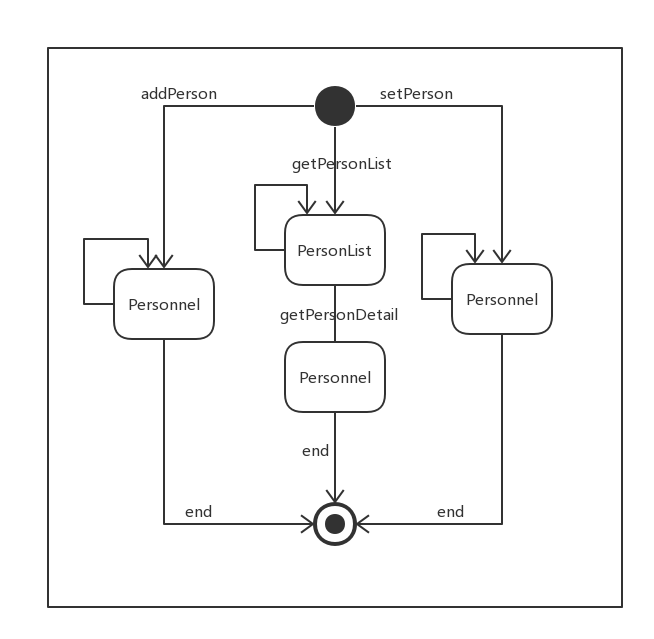 addPerson
setPerson
getPersonList
PersonList
Personnel
Personnel
getPersonDetail
Personnel
end
end
end